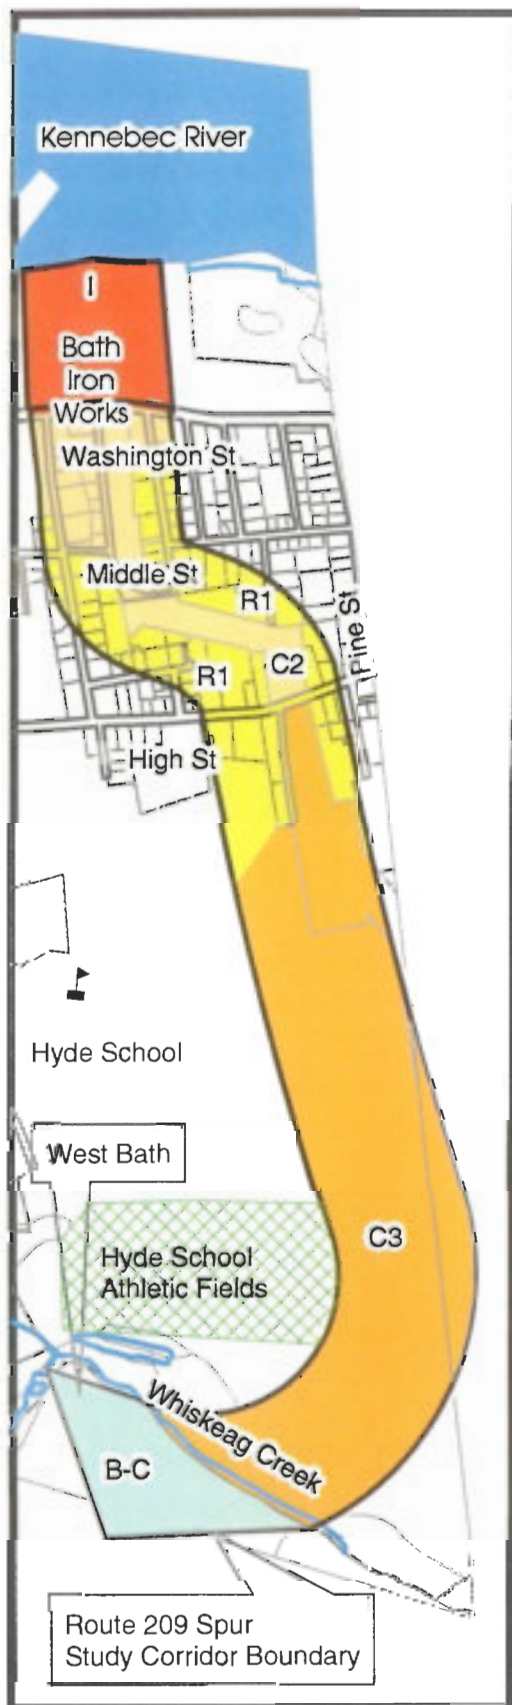 Kennebec River
I
Bath
Iron
Works
Washington St
Middle St
R1
Pine St
R1
C2
High St
Hyde School
West Bath
C3
Hyde School
Athletic Fields
Whiskeag Creek
B-C
Route 209 Spur
Study Corridor Boundary